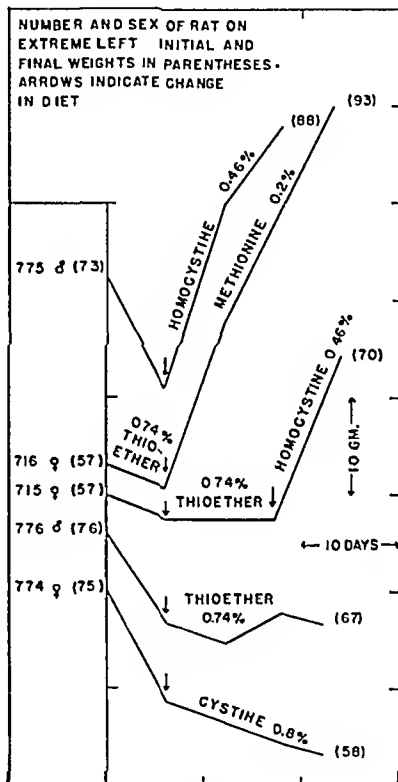 NUMBER AND SEX OF RAT ON
EXTREME LEFT INITIAL AND
FINAL WEIGHTS IN PARENTHESES.
ARROWS INDICATE CHANGE
IN DIET
(93)
(88)
0.46%
HOMOCYSTIHE
0.2%
METHIONINE
775 ♂ (73)
HOMOCYSTINE 0.46%
(70)
0.74%
THIO-
ETHER
716 ♀ (57)
10 GM.
0.74%
THIOETHER
715 ♀ (57)
776 ♂ (76)
10 DAYS
774 ♀ (75)
THIOETHER
0.74%
(67)
CYSTIHE 0.8%
(58)